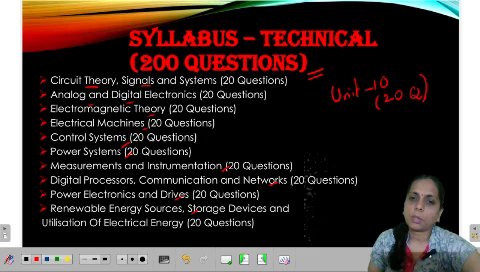 SYLLABUS – TECHNICAL
(200 QUESTIONS)
Circuit Theory, Signals and Systems (20 Questions)
Analog and Digital Electronics (20 Questions)
Electromagnetic Theory (20 Questions)
Electrical Machines (20 Questions)
Control Systems (20 Questions)
Power Systems (20 Questions)
Measurements and Instrumentation (20 Questions)
Digital Processors, Communication and Networks (20 Questions)
Power Electronics and Drives (20 Questions)
Renewable Energy Sources, Storage Devices and
Utilisation Of Electrical Energy (20 Questions)
Unit – 10
(20 Q)